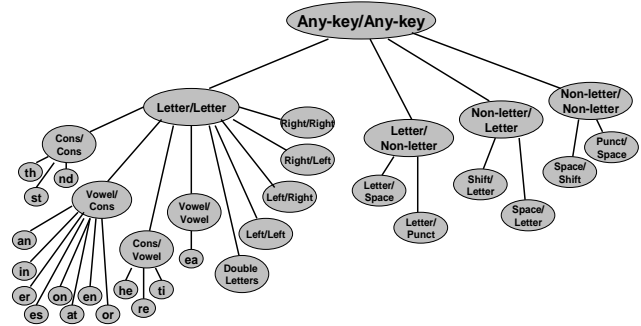 Any-key/Any-key
Letter/Letter
Letter/
Non-letter
Non-letter/
Letter
Non-letter/
Non-letter
Cons/
Cons
th
st
nd
Vowel/
Cons
an
in
er
es
on
at
en
or
Cons/
Vowel
he
re
ti
Vowel/
Vowel
ea
Double
Letters
Left/Left
Left/Right
Right/Left
Right/Right
Letter/
Space
Letter/
Punct
Shift/
Letter
Space/
Letter
Space/
Shift
Punct/
Space